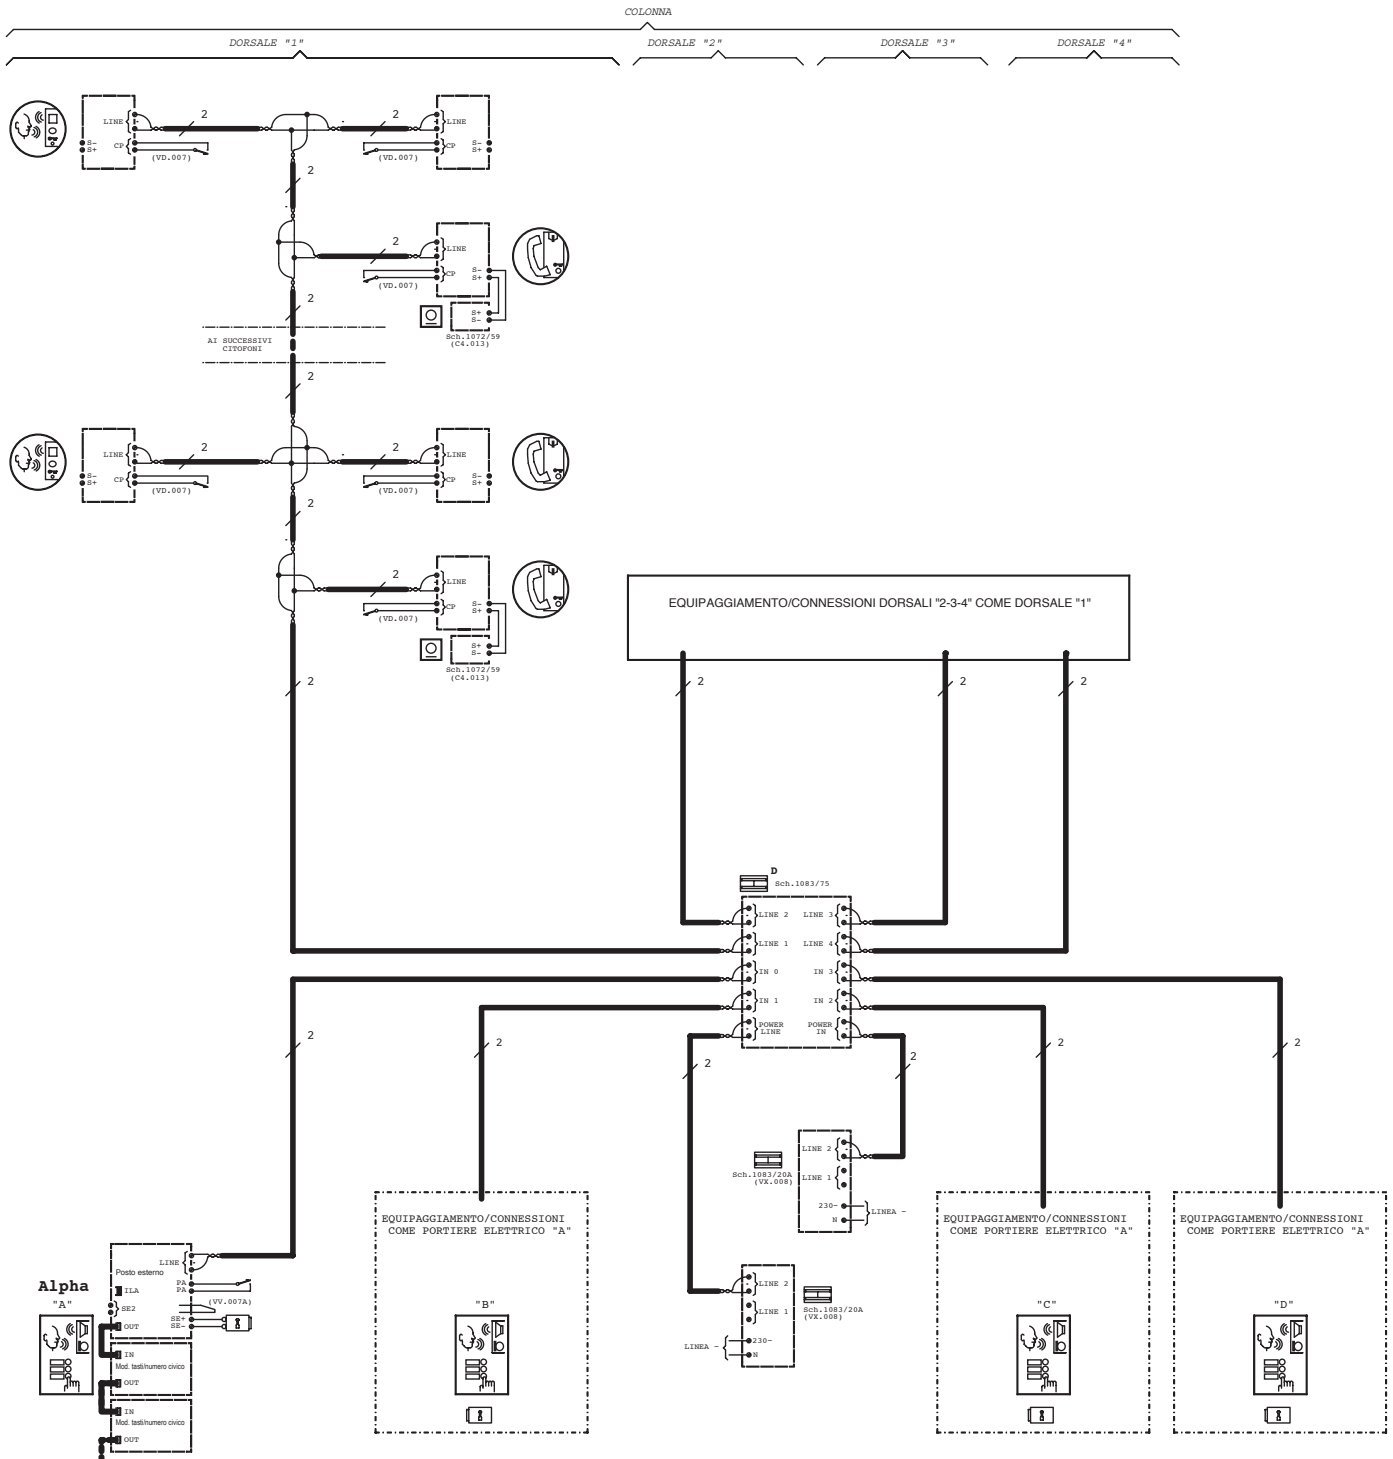 COLONNA
DORSALE "1"
DORSALE "2"
DORSALE "3"
DORSALE "4"
LINE
2
2
LINE
S-
S+
CP
(VD.007)
(VD.007)
CP
S-
S+
2
2
LINE
CP
S-
S+
(VD.007)
2
S+
S-
Sch.1072/59
(C4.013)
AI SUCCESSIVI
CITOFONI
2
LINE
2
2
LINE
S-
S+
CP
(VD.007)
(VD.007)
CP
S-
S+
2
2
LINE
CP
S-
S+
(VD.007)
S+
S-
Sch.1072/59
(C4.013)
2
EQUIPAGGIAMENTO/CONNESSIONI DORSALI "2-3-4" COME DORSALE "1"
2
2
2
D
Sch.1083/75
LINE 2
LINE 3
LINE 1
LINE 4
IN 0
IN 3
IN 1
IN 2
POWER
LINE
POWER
IN
2
2
2
2
2
2
LINE 2
Sch.1083/20A
(VX.008)
LINE 1
230~
N
LINEA ~
LINE 2
LINE 1
Sch.1083/20A
(VX.008)
LINEA ~
230~
N
EQUIPAGGIAMENTO/CONNESSIONI
COME PORTIERE ELETTRICO "A"
"B"
EQUIPAGGIAMENTO/CONNESSIONI
COME PORTIERE ELETTRICO "A"
"C"
EQUIPAGGIAMENTO/CONNESSIONI
COME PORTIERE ELETTRICO "A"
"D"
Alpha
"A"
LINE
Posto esterno
PA
PA
ILA
(VV.007A)
SE2
SE+
SE-
OUT
IN
Mod. tasti/numero civico
OUT
IN
Mod. tasti/numero civico
OUT